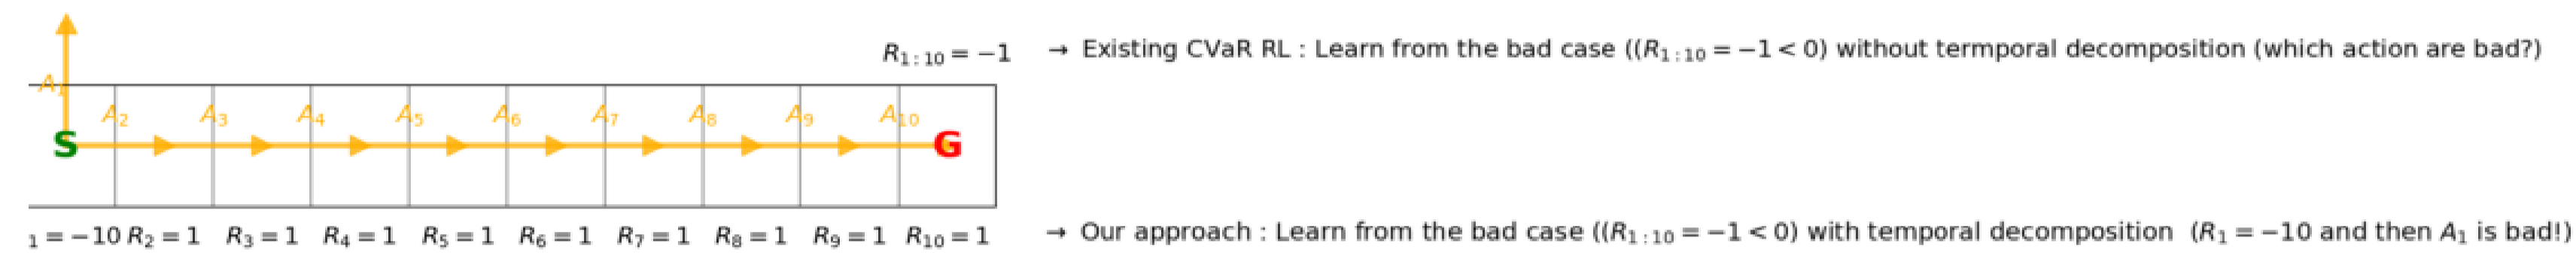 R₁:₁₀ = −1 → Existing CVaR RL : Learn from the bad case ((R₁:₁₀ = −1 < 0) without termporal decomposition (which action are bad?)
A₁
A₂ A₃ A₄ A₅ A₆ A₇ A₈ A₉ A₁₀
S G
₁ = −10 R₂ = 1 R₃ = 1 R₄ = 1 R₅ = 1 R₆ = 1 R₇ = 1 R₈ = 1 R₉ = 1 R₁₀ = 1 → Our approach : Learn from the bad case ((R₁:₁₀ = −1 < 0) with temporal decomposition (R₁ = −10 and then A₁ is bad!)